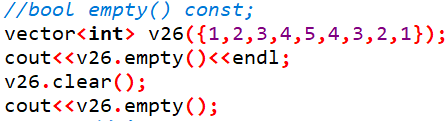 //bool empty() const;
vector<int> v26({1,2,3,4,5,4,3,2,1});
cout<<v26.empty()<<endl;
v26.clear();
cout<<v26.empty();